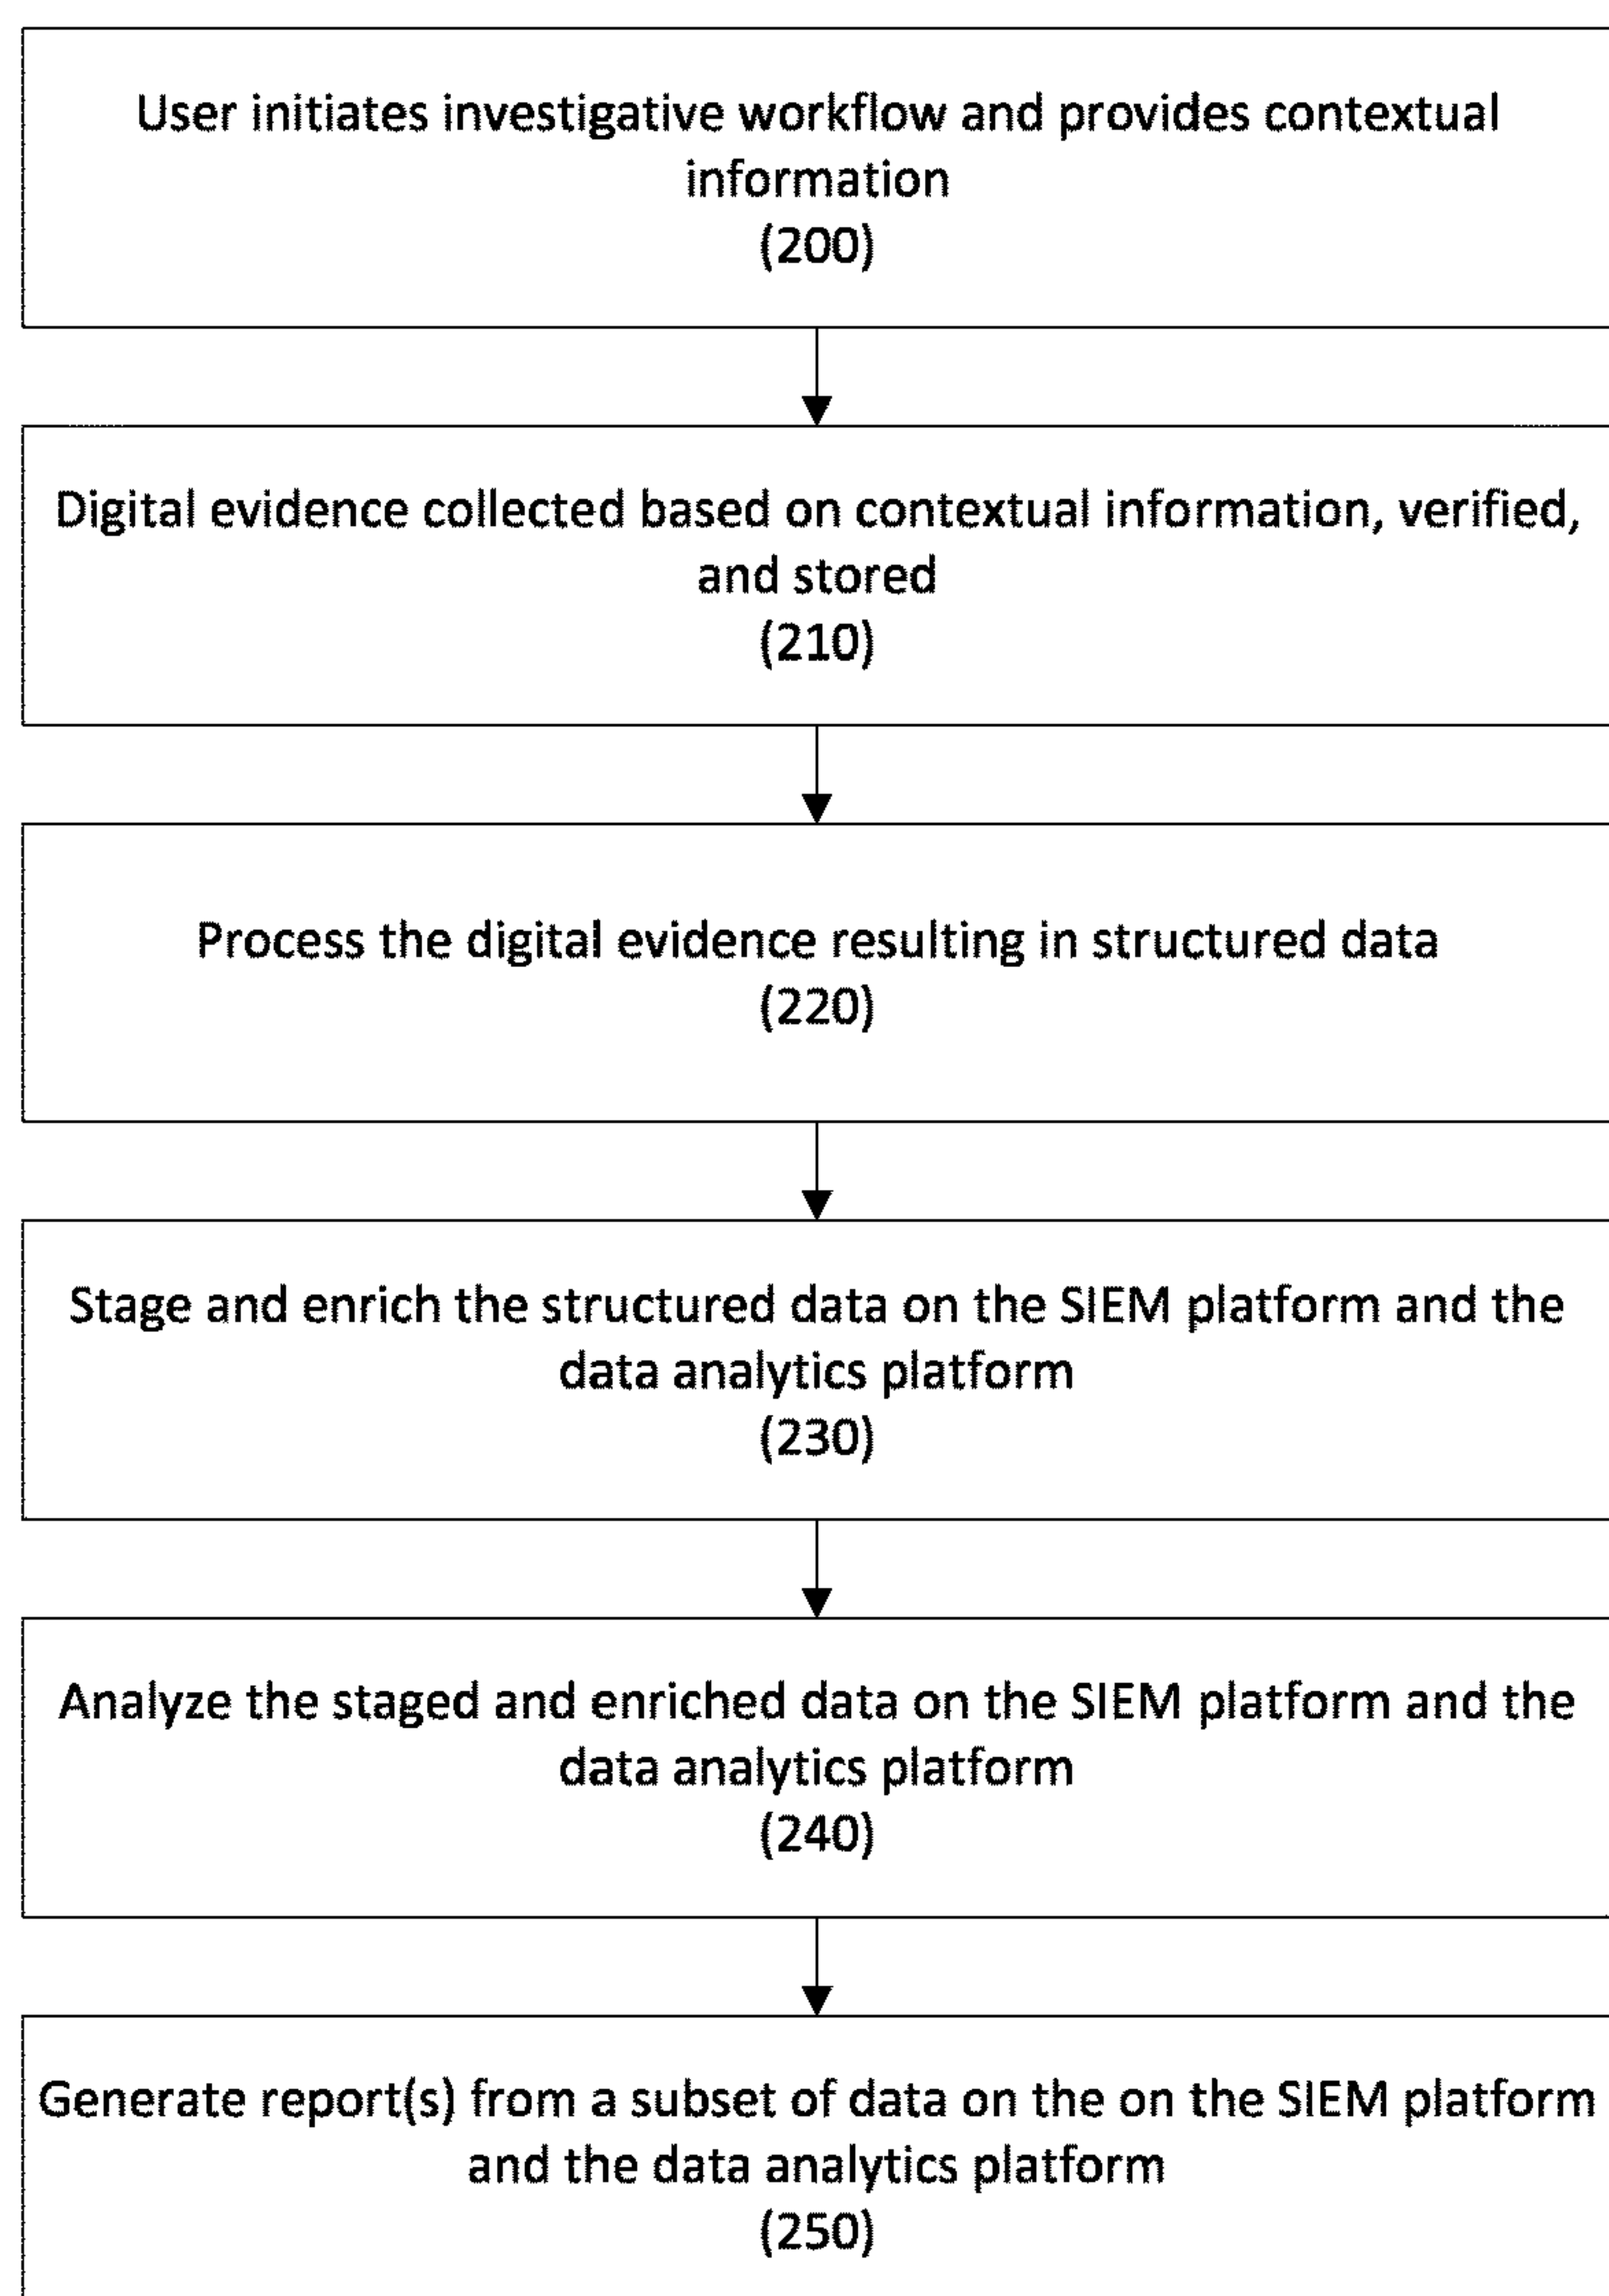 User initiates investigative workflow and provides contextual
information
(200)
Digital evidence collected based on contextual information, verified,
and stored
(210)
Process the digital evidence resulting in structured data
(220)
Stage and enrich the structured data on the SIEM platform and the
data analytics platform
(230)
Analyze the staged and enriched data on the SIEM platform and the
data analytics platform
(240)
Generate report(s) from a subset of data on the on the SIEM platform
and the data analytics platform
(250)